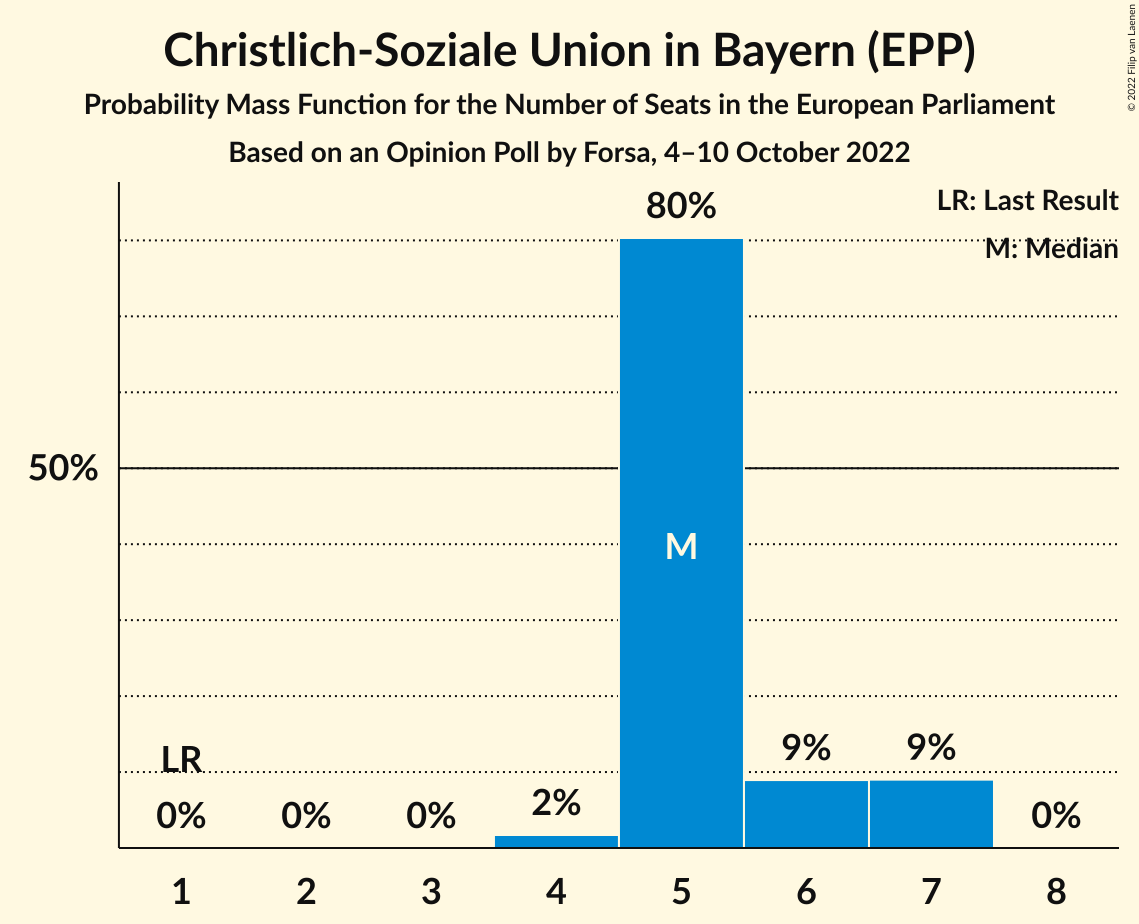 Christlich-Soziale Union in Bayern (EPP)
Probability Mass Function for the Number of Seats in the European Parliament
Based on an Opinion Poll by Forsa, 4–10 October 2022
© 2022 Filip van Laenen
LR: Last Result
M: Median
80%
50%
M
LR
0%
0%
0%
2%
9%
9%
0%
1 2 3 4 5 6 7 8